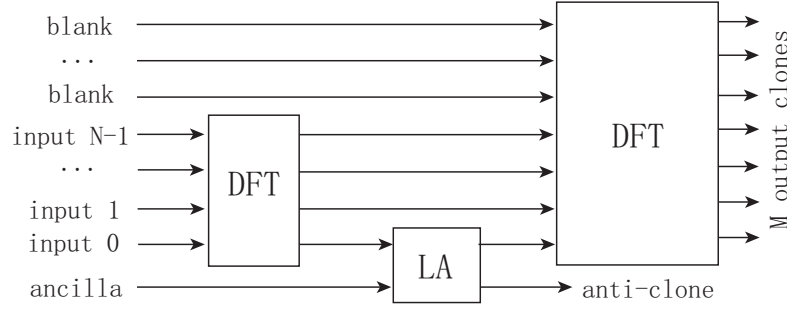 blank
...
blank
input N-1
...
input 1
input 0
ancilla
DFT
LA
DFT
anti-clone
M output clones